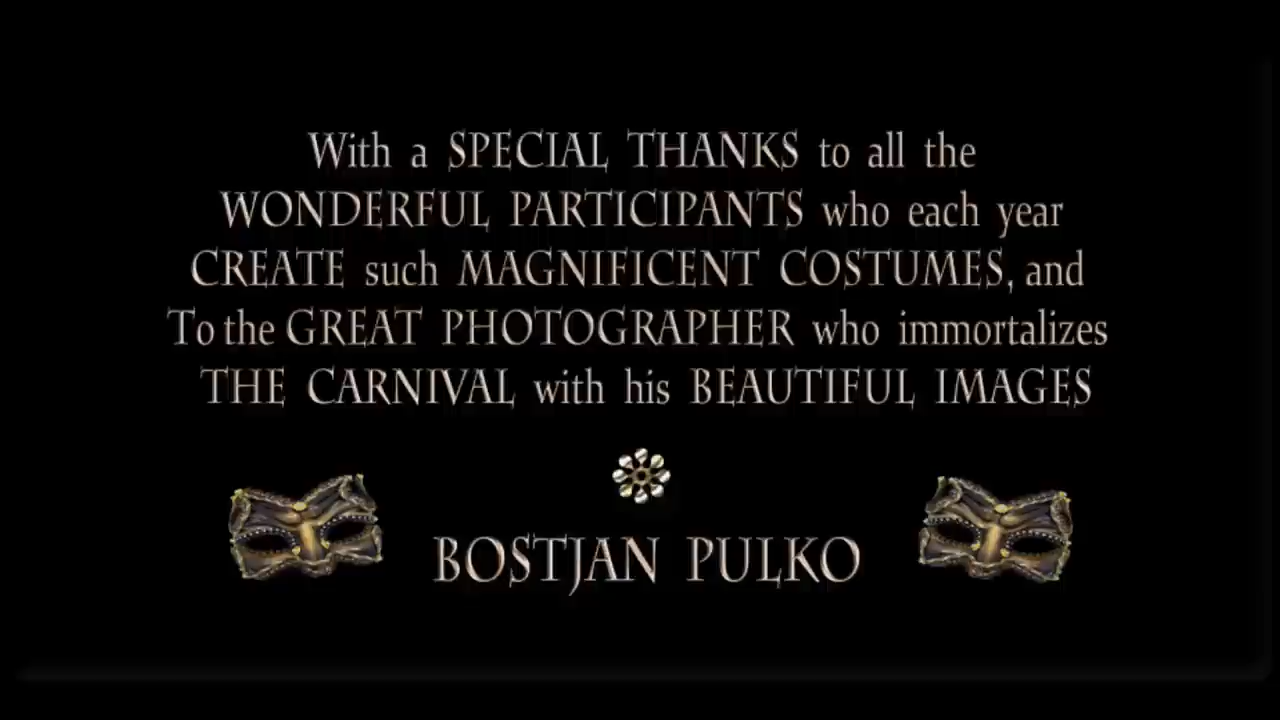 With a SPECIAL THANKS to all the
WONDERFUL PARTICIPANTS who each year
CREATE such MAGNIFICENT COSTUMES, and
To the GREAT PHOTOGRAPHER who immortalizes
THE CARNIVAL with his BEAUTIFUL IMAGES
BOSTJAN PULKO